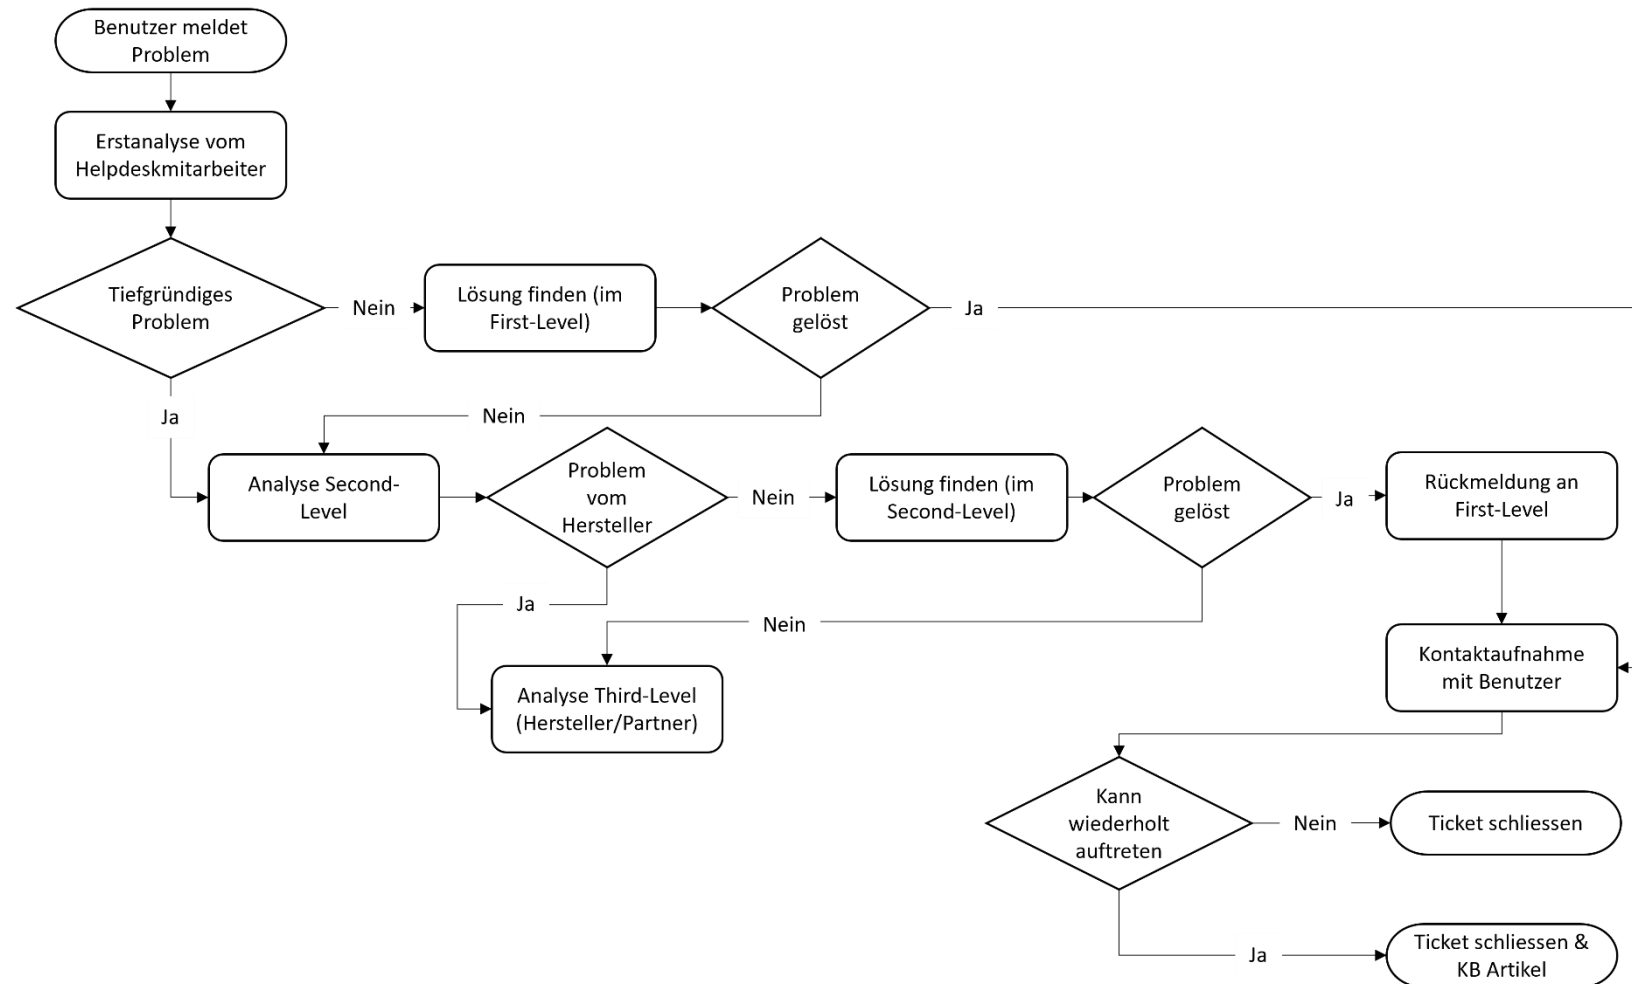 Benutzer meldet
Problem
Erstanalyse vom
Helpdeskmitarbeiter
Tiefgründiges
Problem
Nein
Lösung finden (im
First-Level)
Problem
gelöst
Ja
Ja
Nein
Analyse Second-
Level
Problem
vom
Hersteller
Nein
Lösung finden (im
Second-Level)
Problem
gelöst
Ja
Rückmeldung an
First-Level
Ja
Nein
Kontaktaufnahme
mit Benutzer
Analyse Third-Level
(Hersteller/Partner)
Kann
wiederholt
auftreten
Nein
Ticket schliessen
Ja
Ticket schliessen &
KB Artikel